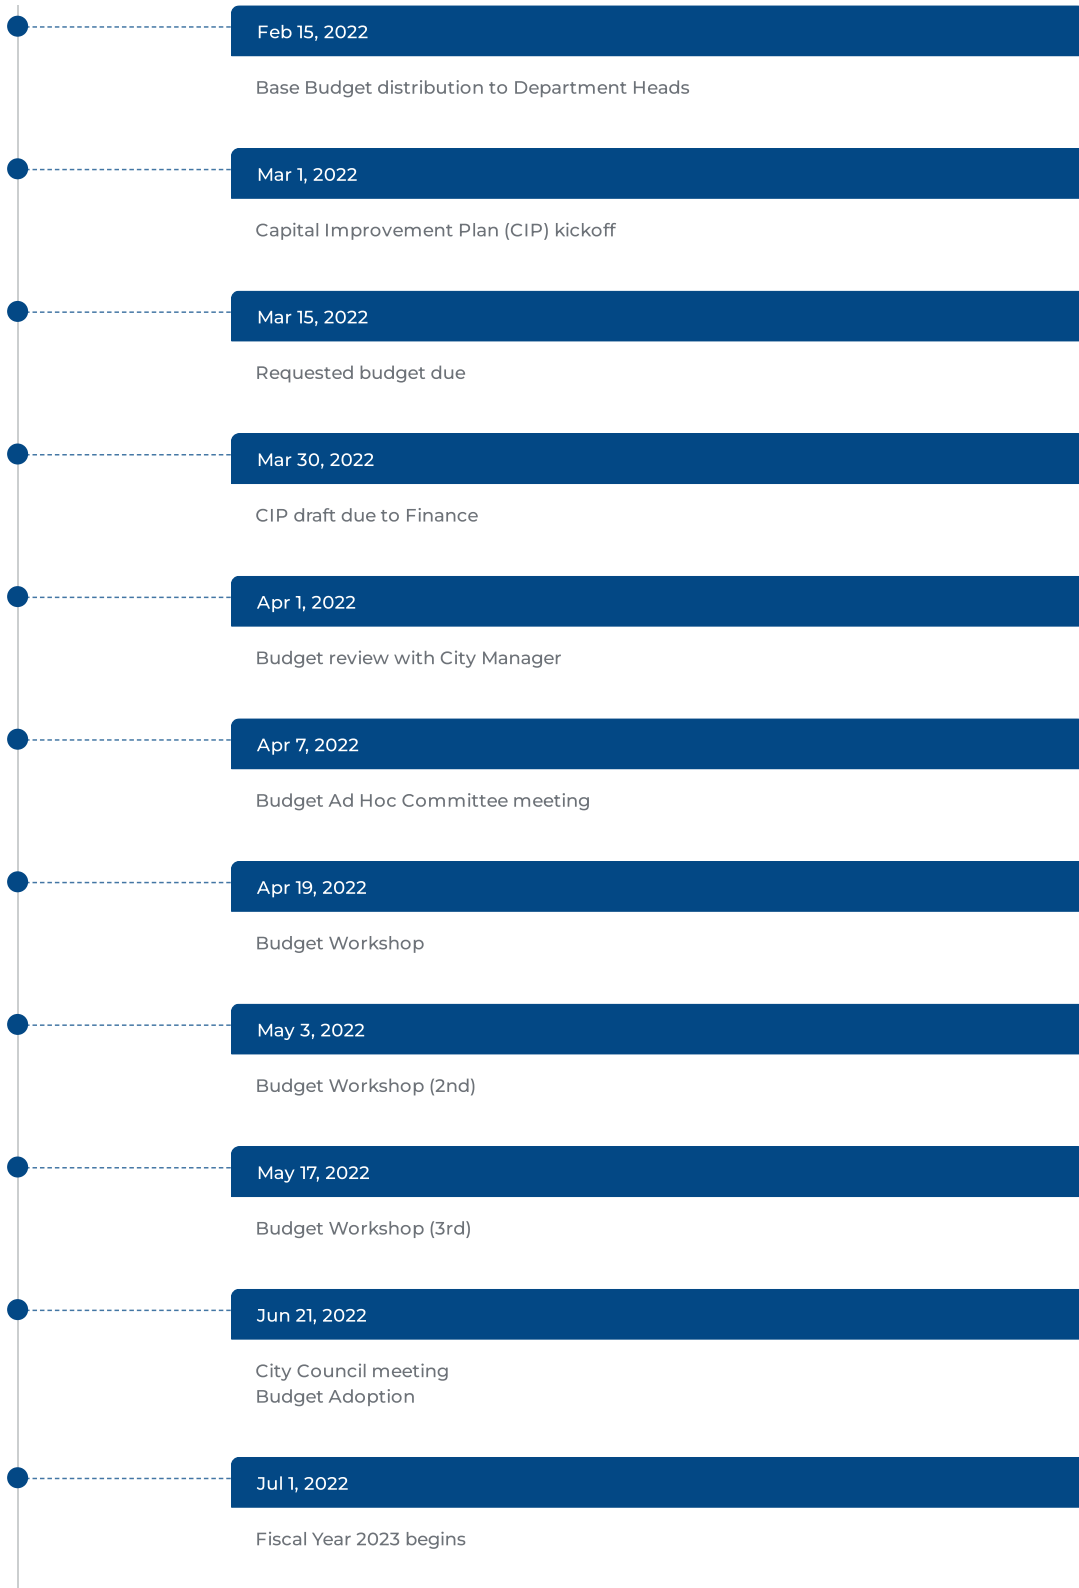 Feb 15, 2022
Base Budget distribution to Department Heads
Mar 1, 2022
Capital Improvement Plan (CIP) kickoff
Mar 15, 2022
Requested budget due
Mar 30, 2022
CIP draft due to Finance
Apr 1, 2022
Budget review with City Manager
Apr 7, 2022
Budget Ad Hoc Committee meeting
Apr 19, 2022
Budget Workshop
May 3, 2022
Budget Workshop (2nd)
May 17, 2022
Budget Workshop (3rd)
Jun 21, 2022
City Council meeting
Budget Adoption
Jul 1, 2022
Fiscal Year 2023 begins